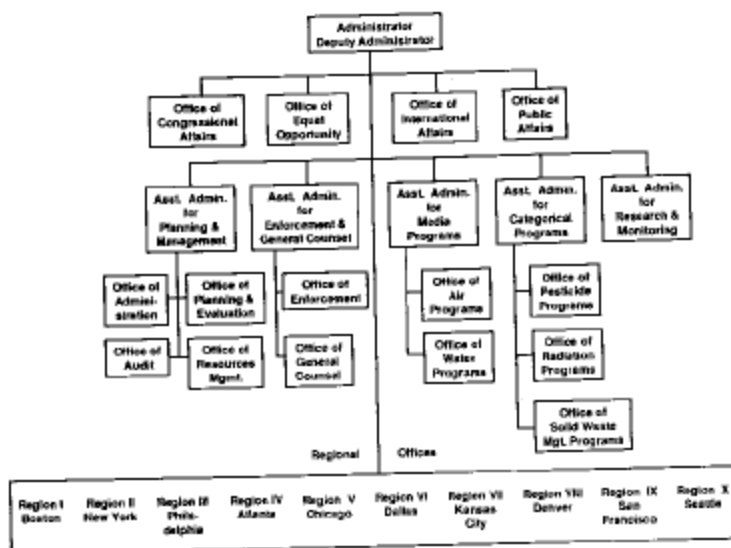 Administrator
Deputy Administrator
Office of
Congressional
Affairs
Office of
Equal
Opportunity
Office of
International
Affairs
Office of
Public
Affairs
Asst. Admin.
for
Planning &
Management
Asst. Admin.
for
Enforcement &
General Counsel
Asst. Admin.
for
Media
Programs
Asst. Admin.
for
Categorical
Programs
Asst. Admin.
for
Research &
Monitoring
Office of
Admini-
stration
Office of
Planning &
Evaluation
Office of
Enforcement
Office of
Air
Programs
Office of
Pesticide
Programs
Office of
Audit
Office of
Resources
Mgmt.
Office of
General
Counsel
Office of
Water
Programs
Office of
Radiation
Programs
Office of
Solid Waste
Mgt. Programs
Regional Offices
Region I
Boston
Region II
New York
Region III
Phila-
delphia
Region IV
Atlanta
Region V
Chicago
Region VI
Dallas
Region VII
Kansas
City
Region VIII
Denver
Region IX
San
Francisco
Region X
Seattle